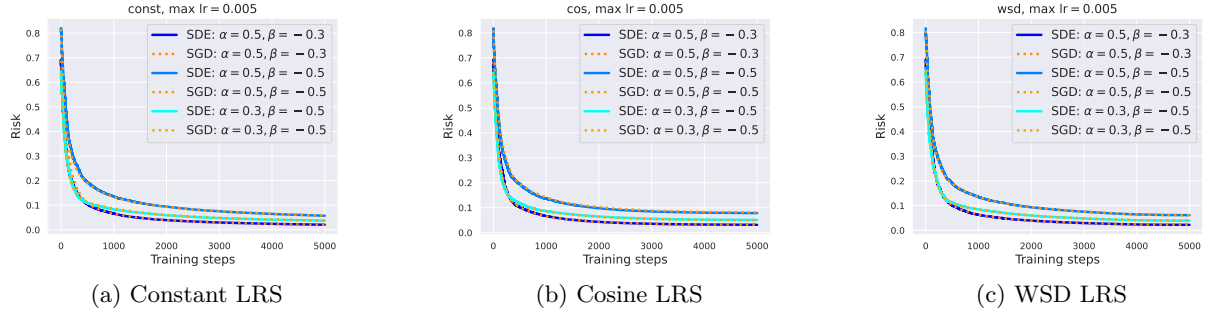 const, max lr = 0.005
Risk
0.8
0.7
0.6
0.5
0.4
0.3
0.2
0.1
0.0
SDE: α = 0.5, β = −0.3
SGD: α = 0.5, β = −0.3
SDE: α = 0.5, β = −0.5
SGD: α = 0.5, β = −0.5
SDE: α = 0.3, β = −0.5
SGD: α = 0.3, β = −0.5
0 1000 2000 3000 4000 5000
Training steps
(a) Constant LRS
cos, max lr = 0.005
Risk
0.8
0.7
0.6
0.5
0.4
0.3
0.2
0.1
0.0
SDE: α = 0.5, β = −0.3
SGD: α = 0.5, β = −0.3
SDE: α = 0.5, β = −0.5
SGD: α = 0.5, β = −0.5
SDE: α = 0.3, β = −0.5
SGD: α = 0.3, β = −0.5
0 1000 2000 3000 4000 5000
Training steps
(b) Cosine LRS
wsd, max lr = 0.005
Risk
0.8
0.7
0.6
0.5
0.4
0.3
0.2
0.1
0.0
SDE: α = 0.5, β = −0.3
SGD: α = 0.5, β = −0.3
SDE: α = 0.5, β = −0.5
SGD: α = 0.5, β = −0.5
SDE: α = 0.3, β = −0.5
SGD: α = 0.3, β = −0.5
0 1000 2000 3000 4000 5000
Training steps
(c) WSD LRS